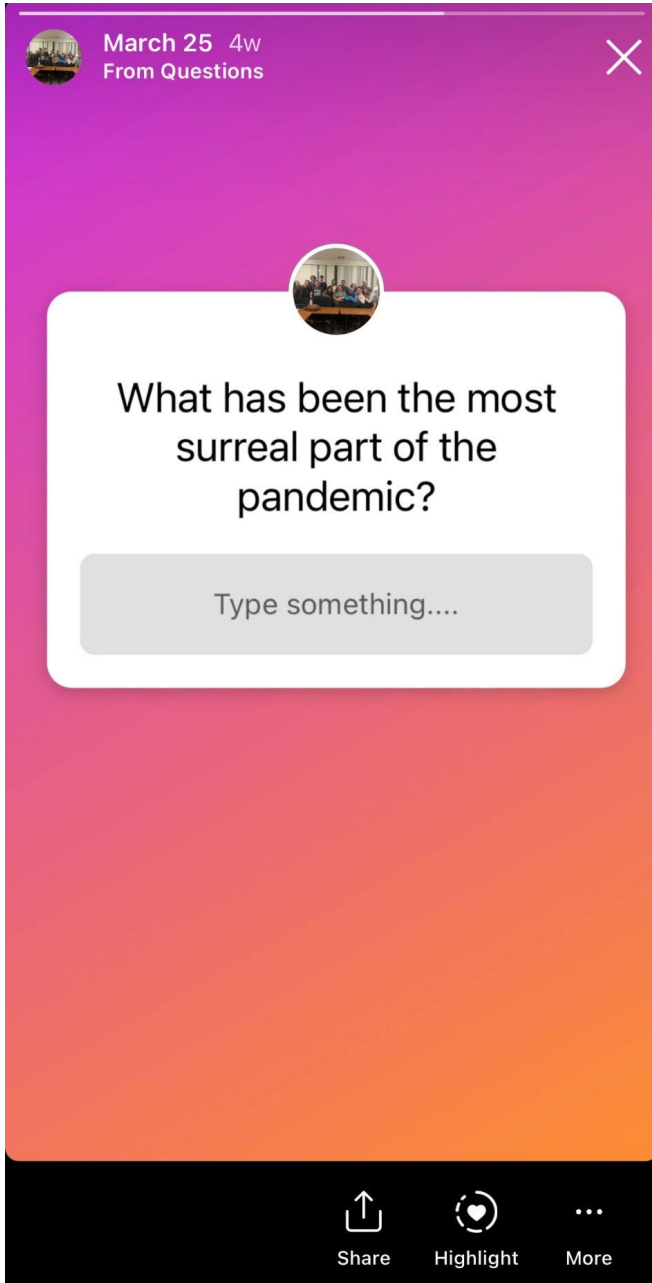 March 25 4w
From Questions
What has been the most
surreal part of the
pandemic?
Type something....
Share Highlight More